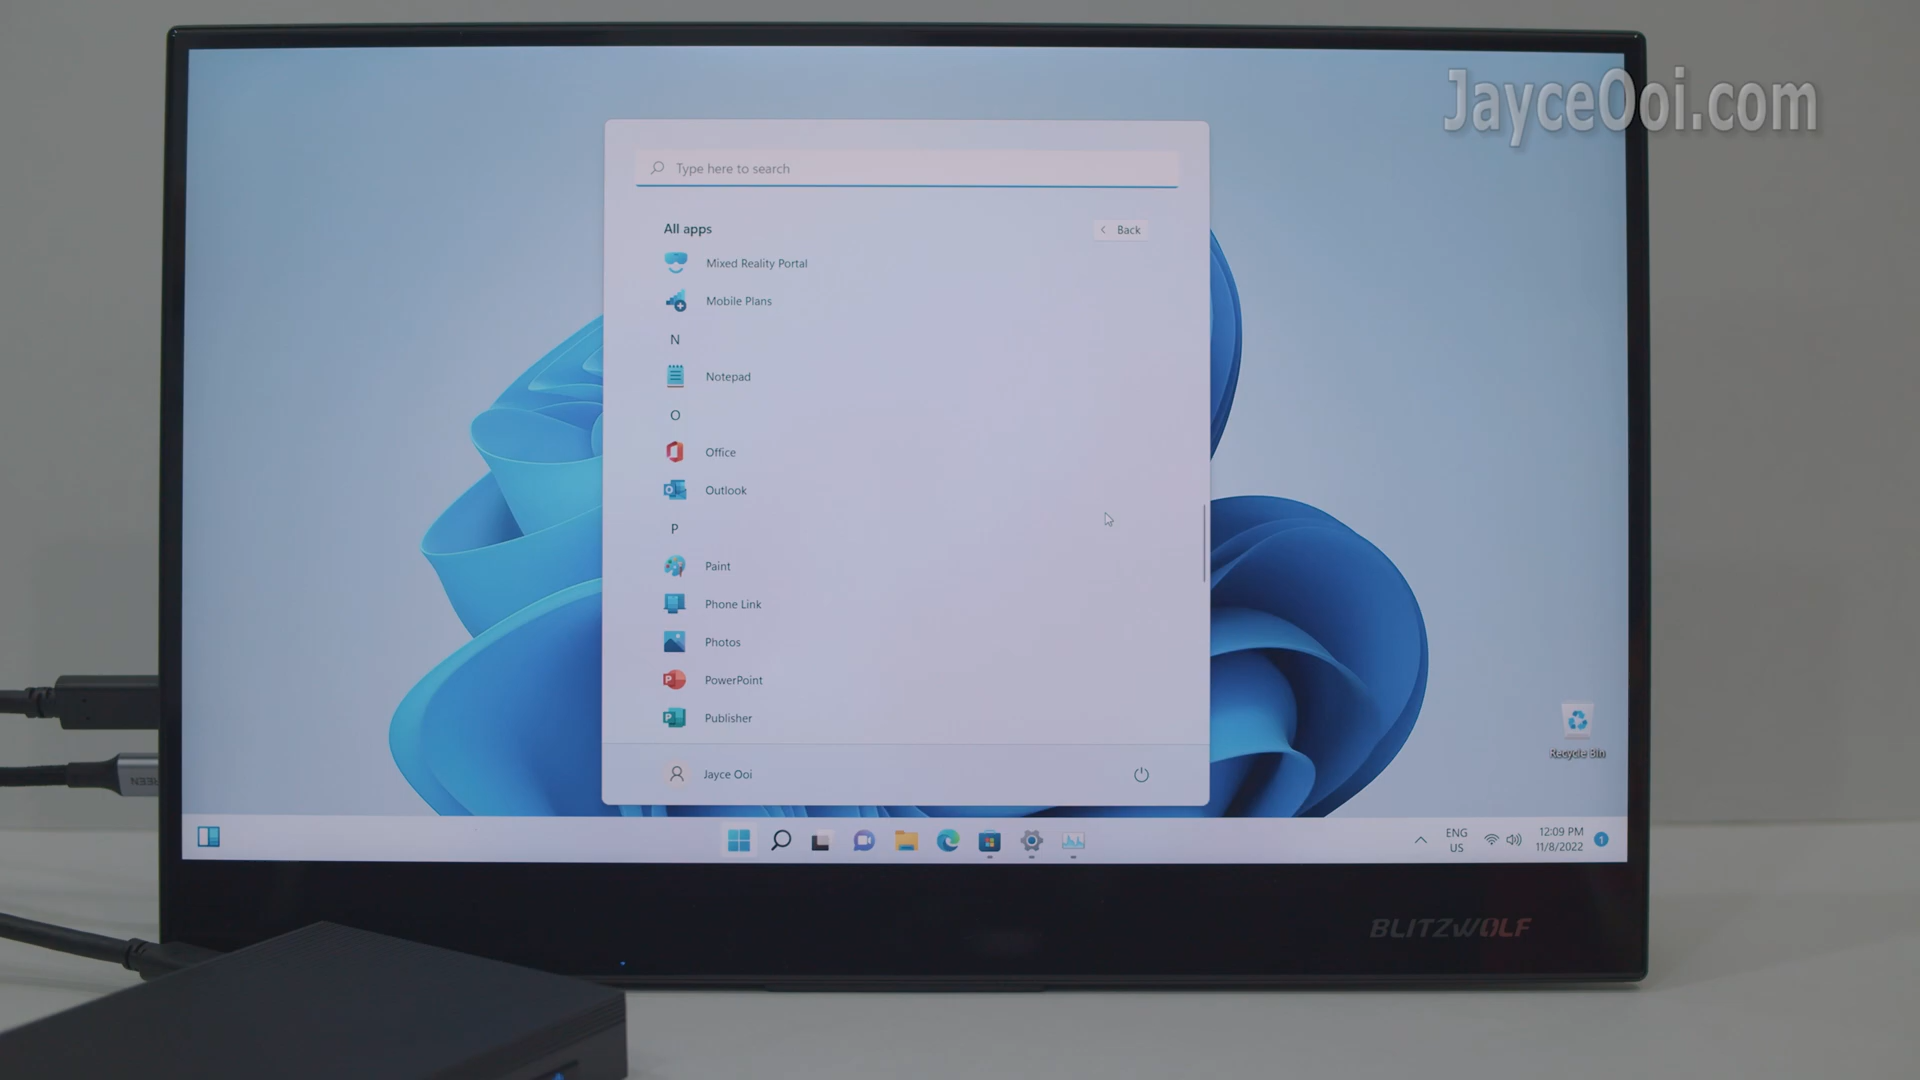 JayceOoi.com
Type here to search
All apps
Back
Mixed Reality Portal
Mobile Plans
N
Notepad
O
Office
Outlook
P
Paint
Phone Link
Photos
PowerPoint
Publisher
Jayce Ooi
Recycle Bin
ENG
US
12:09 PM
11/8/2022
1
BLITZWOLF